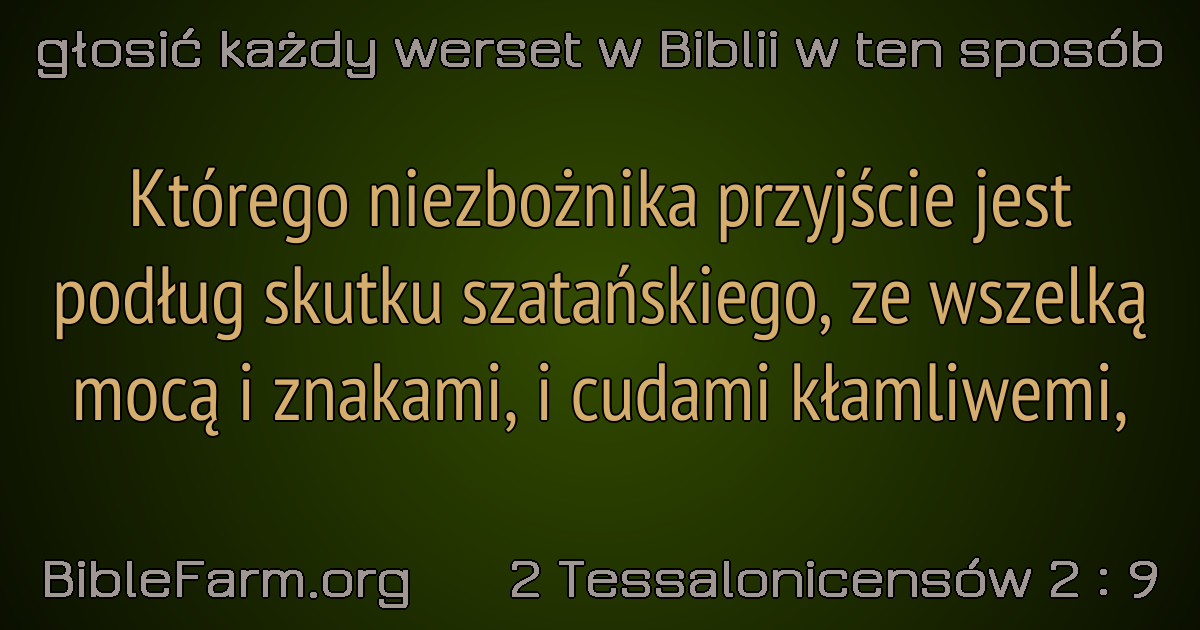 głosić każdy werset w Biblii w ten sposób
Którego niezbożnika przyjście jest
podług skutku szatańskiego, ze wszelką
mocą i znakami, i cudami kłamliwemi,
BibleFarm.org 2 Tessalonicensów 2 : 9